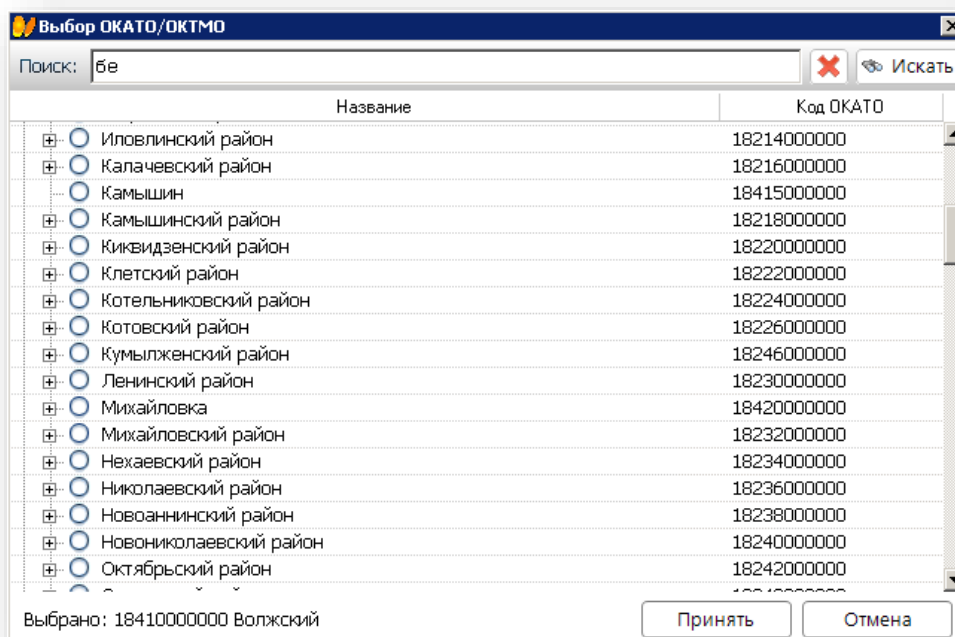 Выбор ОКАТО/ОКТМО
Поиск: бе Искать
Название Код ОКАТО
Иловлинский район 18214000000
Калачевский район 18216000000
Камышин 18415000000
Камышинский район 18218000000
Киквидзенский район 18220000000
Клетский район 18222000000
Котельниковский район 18224000000
Котовский район 18226000000
Кумылженский район 18246000000
Ленинский район 18230000000
Михайловка 18420000000
Михайловский район 18232000000
Нехаевский район 18234000000
Николаевский район 18236000000
Новоаннинский район 18238000000
Новониколаевский район 18240000000
Октябрьский район 18242000000
Выбрано: 18410000000 Волжский Принять Отмена